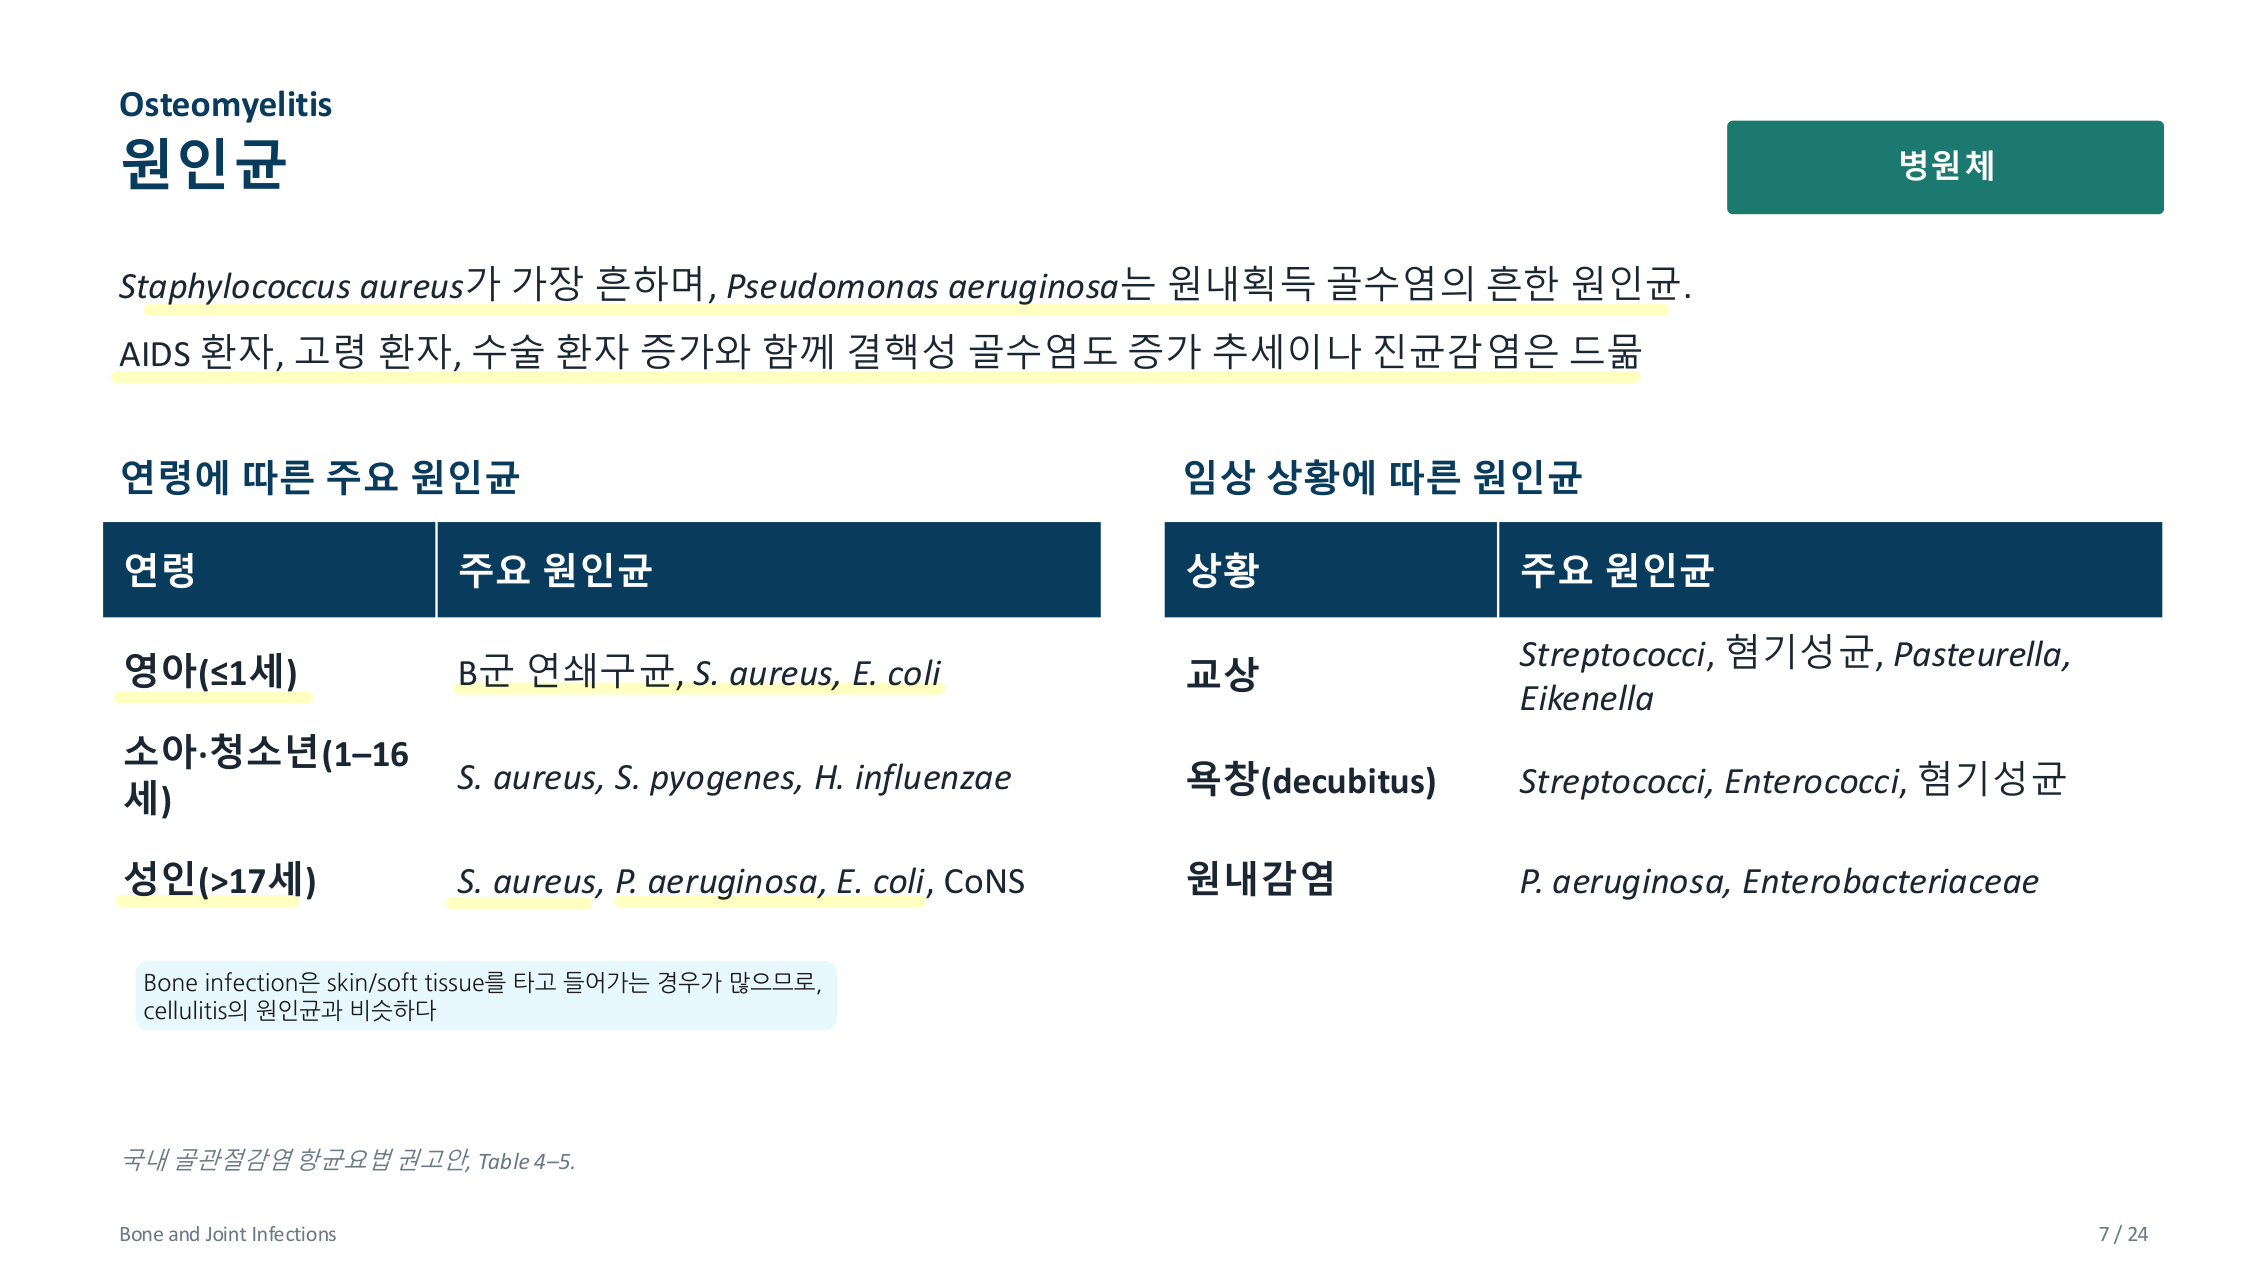 Osteomyelitis
원인균
병원체
Staphylococcus aureus가 가장 흔하며, Pseudomonas aeruginosa는 원내획득 골수염의 흔한 원인균.
AIDS 환자, 고령 환자, 수술 환자 증가와 함께 결핵성 골수염도 증가 추세이나 진균감염은 드묾
연령에 따른 주요 원인균
연령 주요 원인균
영아(≤1세) B군 연쇄구균, S. aureus, E. coli
소아·청소년(1–16
세)
S. aureus, S. pyogenes, H. influenzae
성인(>17세) S. aureus, P. aeruginosa, E. coli, CoNS
Bone infection은 skin/soft tissue를 타고 들어가는 경우가 많으므로,
cellulitis의 원인균과 비슷하다
임상 상황에 따른 원인균
상황 주요 원인균
교상 Streptococci, 혐기성균, Pasteurella,
Eikenella
욕창(decubitus) Streptococci, Enterococci, 혐기성균
원내감염 P. aeruginosa, Enterobacteriaceae
국내 골관절감염 항균요법 권고안, Table 4–5.
Bone and Joint Infections
7 / 24